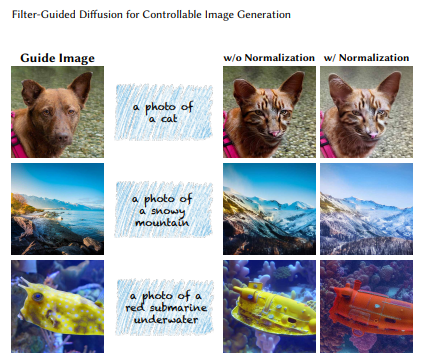 Filter-Guided Diffusion for Controllable Image Generation
Guide Image
w/o Normalization
w/ Normalization
a photo of
a cat
a photo of
a snowy
mountain
a photo of a
red submarine
underwater